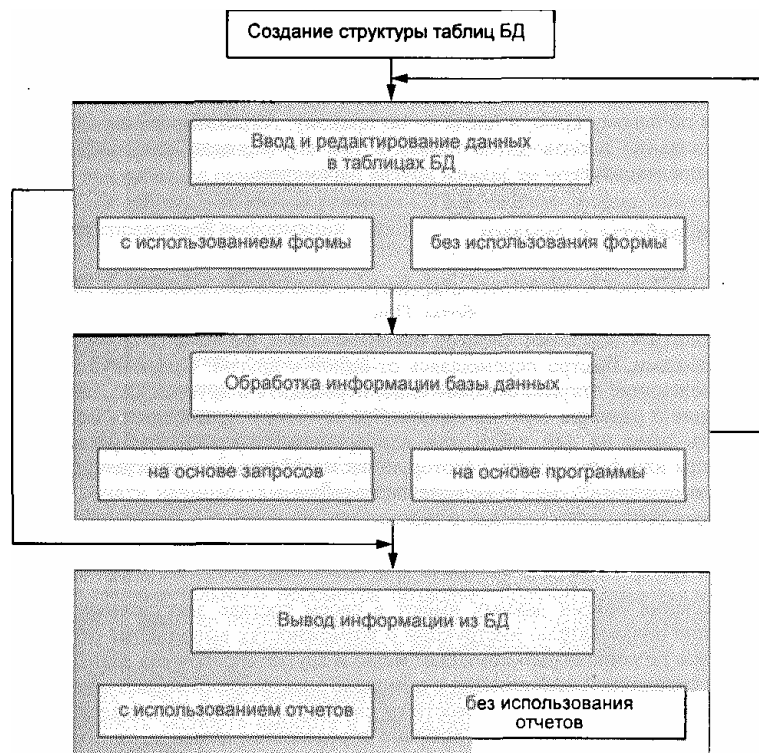 Создание структуры таблиц БД
Ввод и редактирование данных
в таблицах БД
с использованием формы
без использования формы
Обработка информации базы данных
на основе запросов
на основе программы
Вывод информации из БД
с использованием отчетов
без использования
отчетов